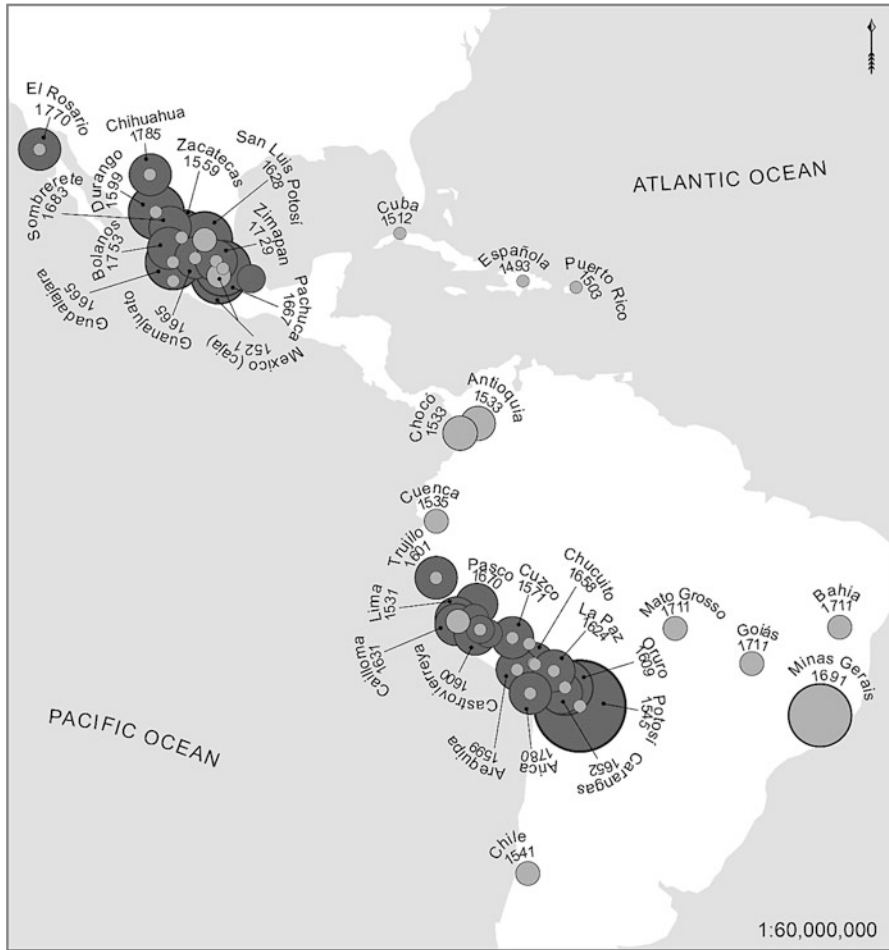 El Rosario
1770
Chihuahua
1785
Zacatecas
1559
San Luis Potosí
1628
Durango
1599
Sombrerete
1683
Zimapan
1729
Bolanos
1753
Guadalajara
1665
Guanajuato
1665
Mexico (caja)
1521
Pachuca
1667
ATLANTIC OCEAN
Cuba
1512
Española
1493
Puerto Rico
1503
Antioquia
1533
Chocó
1533
Cuenca
1535
Trujillo
1601
Pasco
1670
Cuzco
1571
Chucuito
1658
La Paz
1624
Oruro
1609
Potosí
1545
Lima
1531
Cailloma
1631
Castrovierreya
1600
Arequipa
1599
Arica
1780
Carangas
1652
Mato Grosso
1711
Goiás
1711
Bahia
1711
Minas Gerais
1691
PACIFIC OCEAN
Chile
1541
1:60,000,000